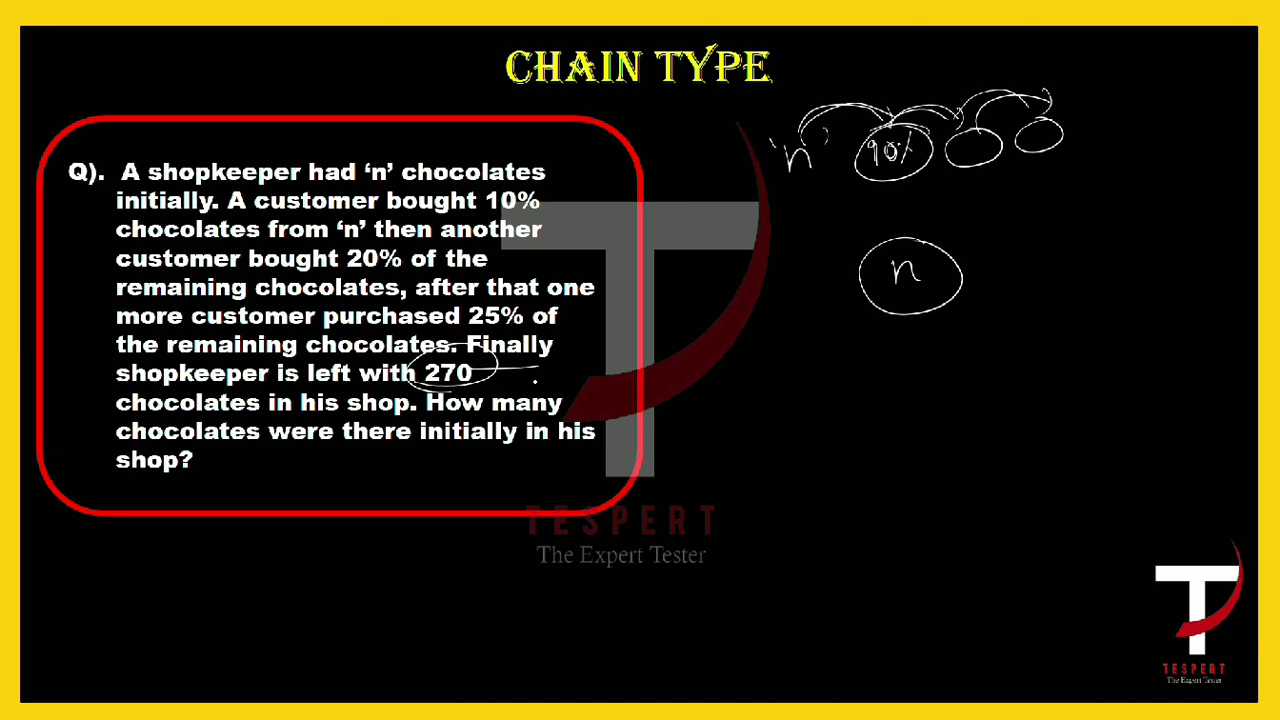 CHAIN TYPE
Q). A shopkeeper had ‘n’ chocolates
initially. A customer bought 10%
chocolates from ‘n’ then another
customer bought 20% of the
remaining chocolates, after that one
more customer purchased 25% of
the remaining chocolates. Finally
shopkeeper is left with 270
chocolates in his shop. How many
chocolates were there initially in his
shop?
'n' 90%
n
TESPERT
The Expert Tester
TESPERT
The Expert Tester